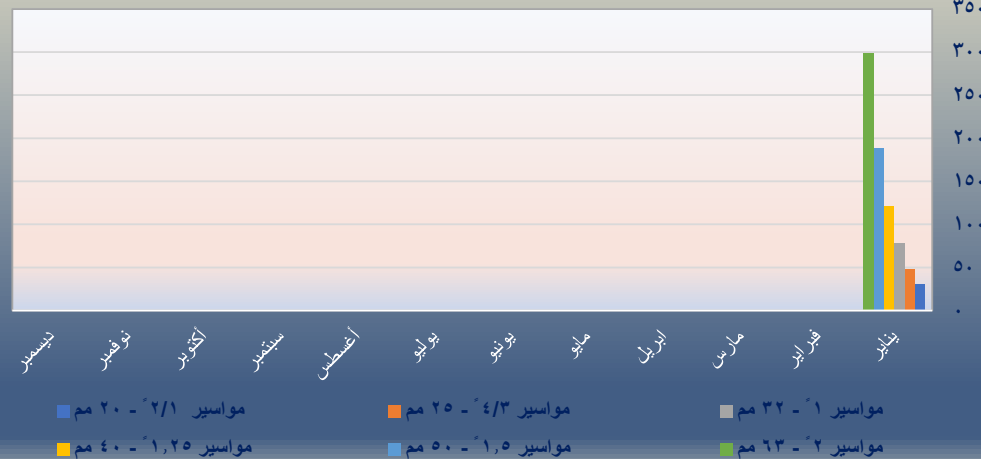 ٣٥٠
٣٠٠
٢٥٠
٢٠٠
١٥٠
١٠٠
٥٠
٠
يناير فبراير مارس ابريل مايو يونيو يوليو أغسطس سبتمبر أكتوبر نوفمبر ديسمبر
مواسير ١ ً - ٣٢ مم مواسير ٤/٣ ً - ٢٥ مم مواسير ٢/١ ً - ٢٠ مم
مواسير ٢ ً - ٦٣ مم مواسير ١,٥ ً - ٥٠ مم مواسير ١,٢٥ ً - ٤٠ مم